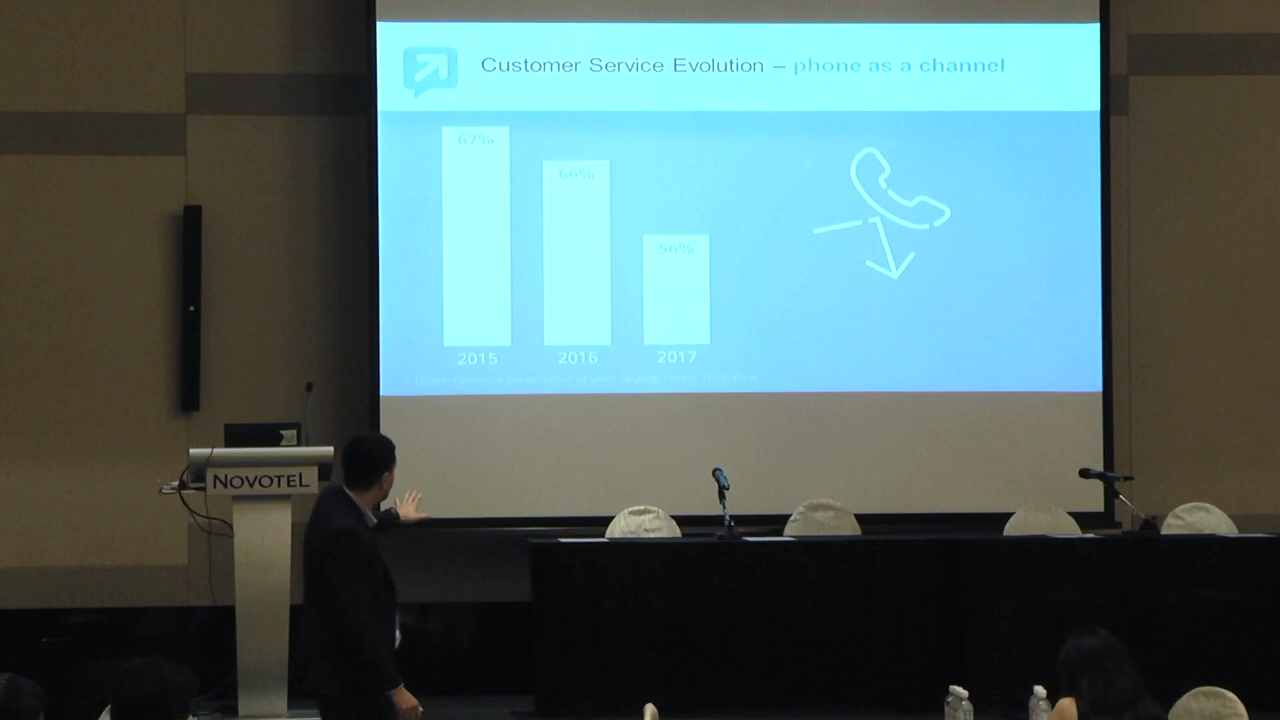 Customer Service Evolution – phone as a channel
67%
66%
56%
2015 2016 2017
NOVOTEL